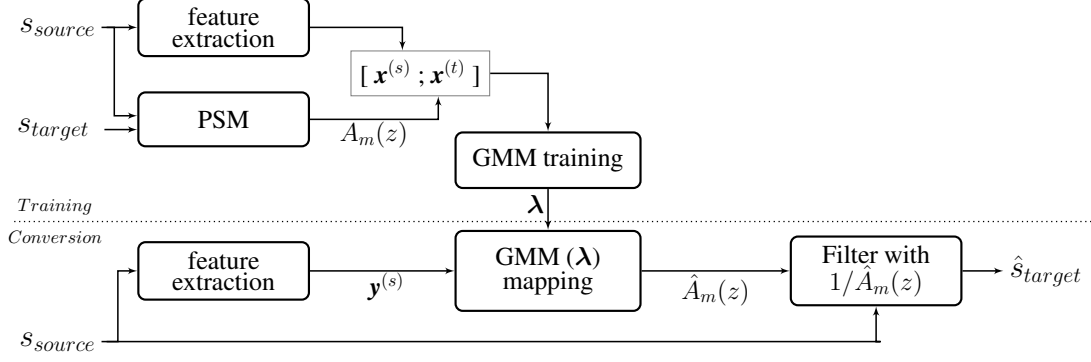 s_source
feature
extraction
[ x^(s) ; x^(t) ]
s_target
PSM
A_m(z)
GMM training
λ
Training
Conversion
feature
extraction
y^(s)
GMM (λ)
mapping
Â_m(z)
Filter with
1/Â_m(z)
ŝ_target
s_source